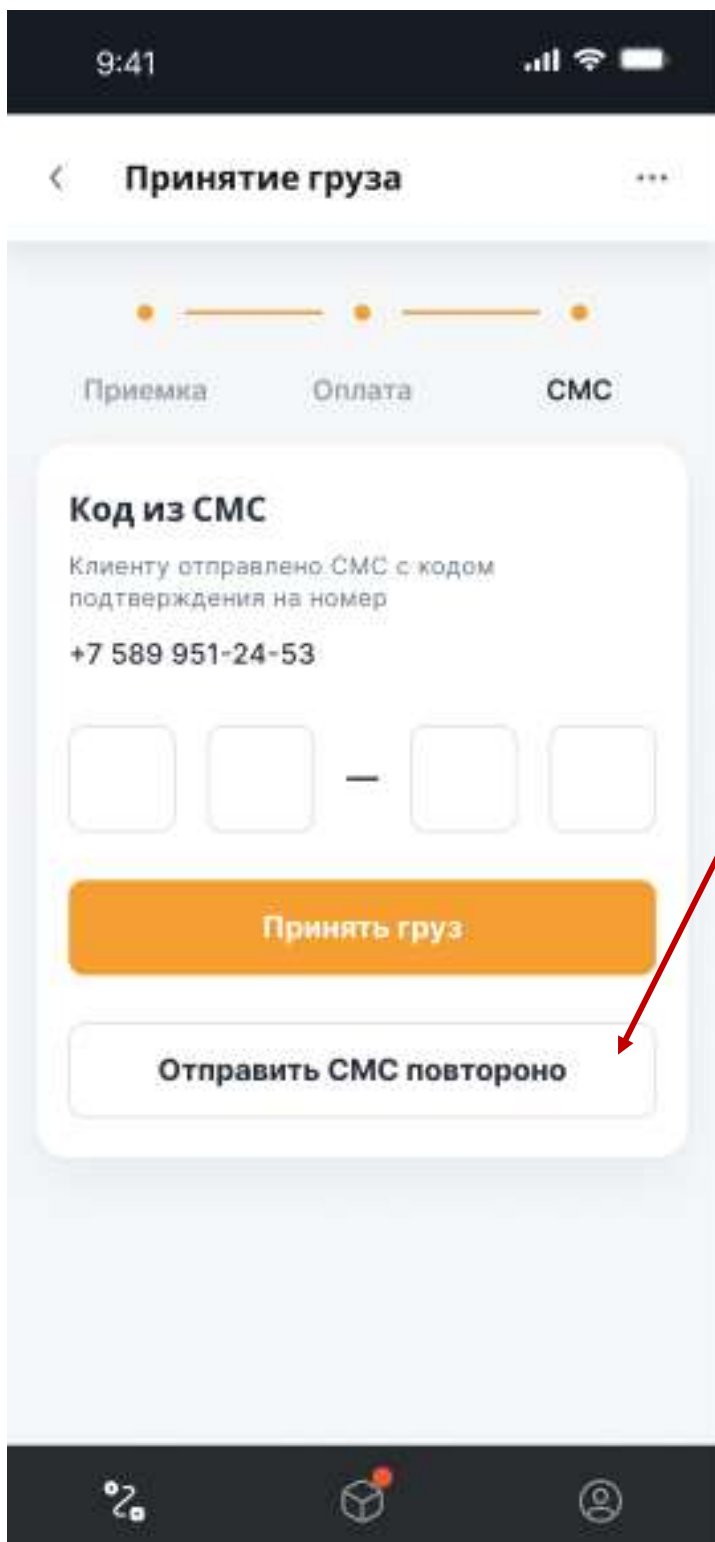 9:41
Принятие груза
Приемка
Оплата
СМС
Код из СМС
Клиенту отправлено СМС с кодом
подтверждения на номер
+7 589 951-24-53
—
Принять груз
Отправить СМС повтороно